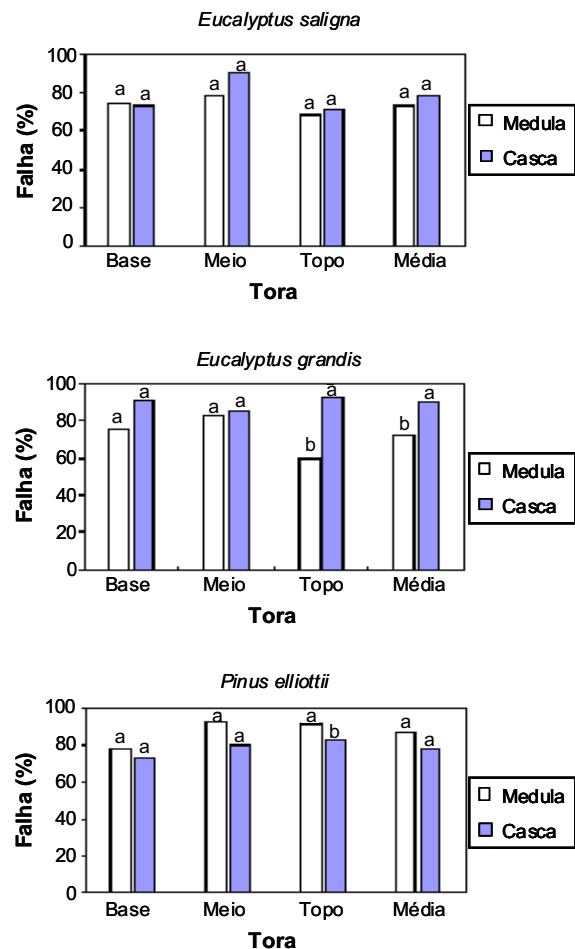 Eucalyptus saligna
100
80
60
40
20
0
Falha (%)
a a a a a a a a
Base Meio Topo Média
Tora
Medula
Casca
Eucalyptus grandis
100
80
60
40
20
0
Falha (%)
a a a a b a b a
Base Meio Topo Média
Tora
Medula
Casca
Pinus elliottii
100
80
60
40
20
0
Falha (%)
a a a a a b a a
Base Meio Topo Média
Tora
Medula
Casca